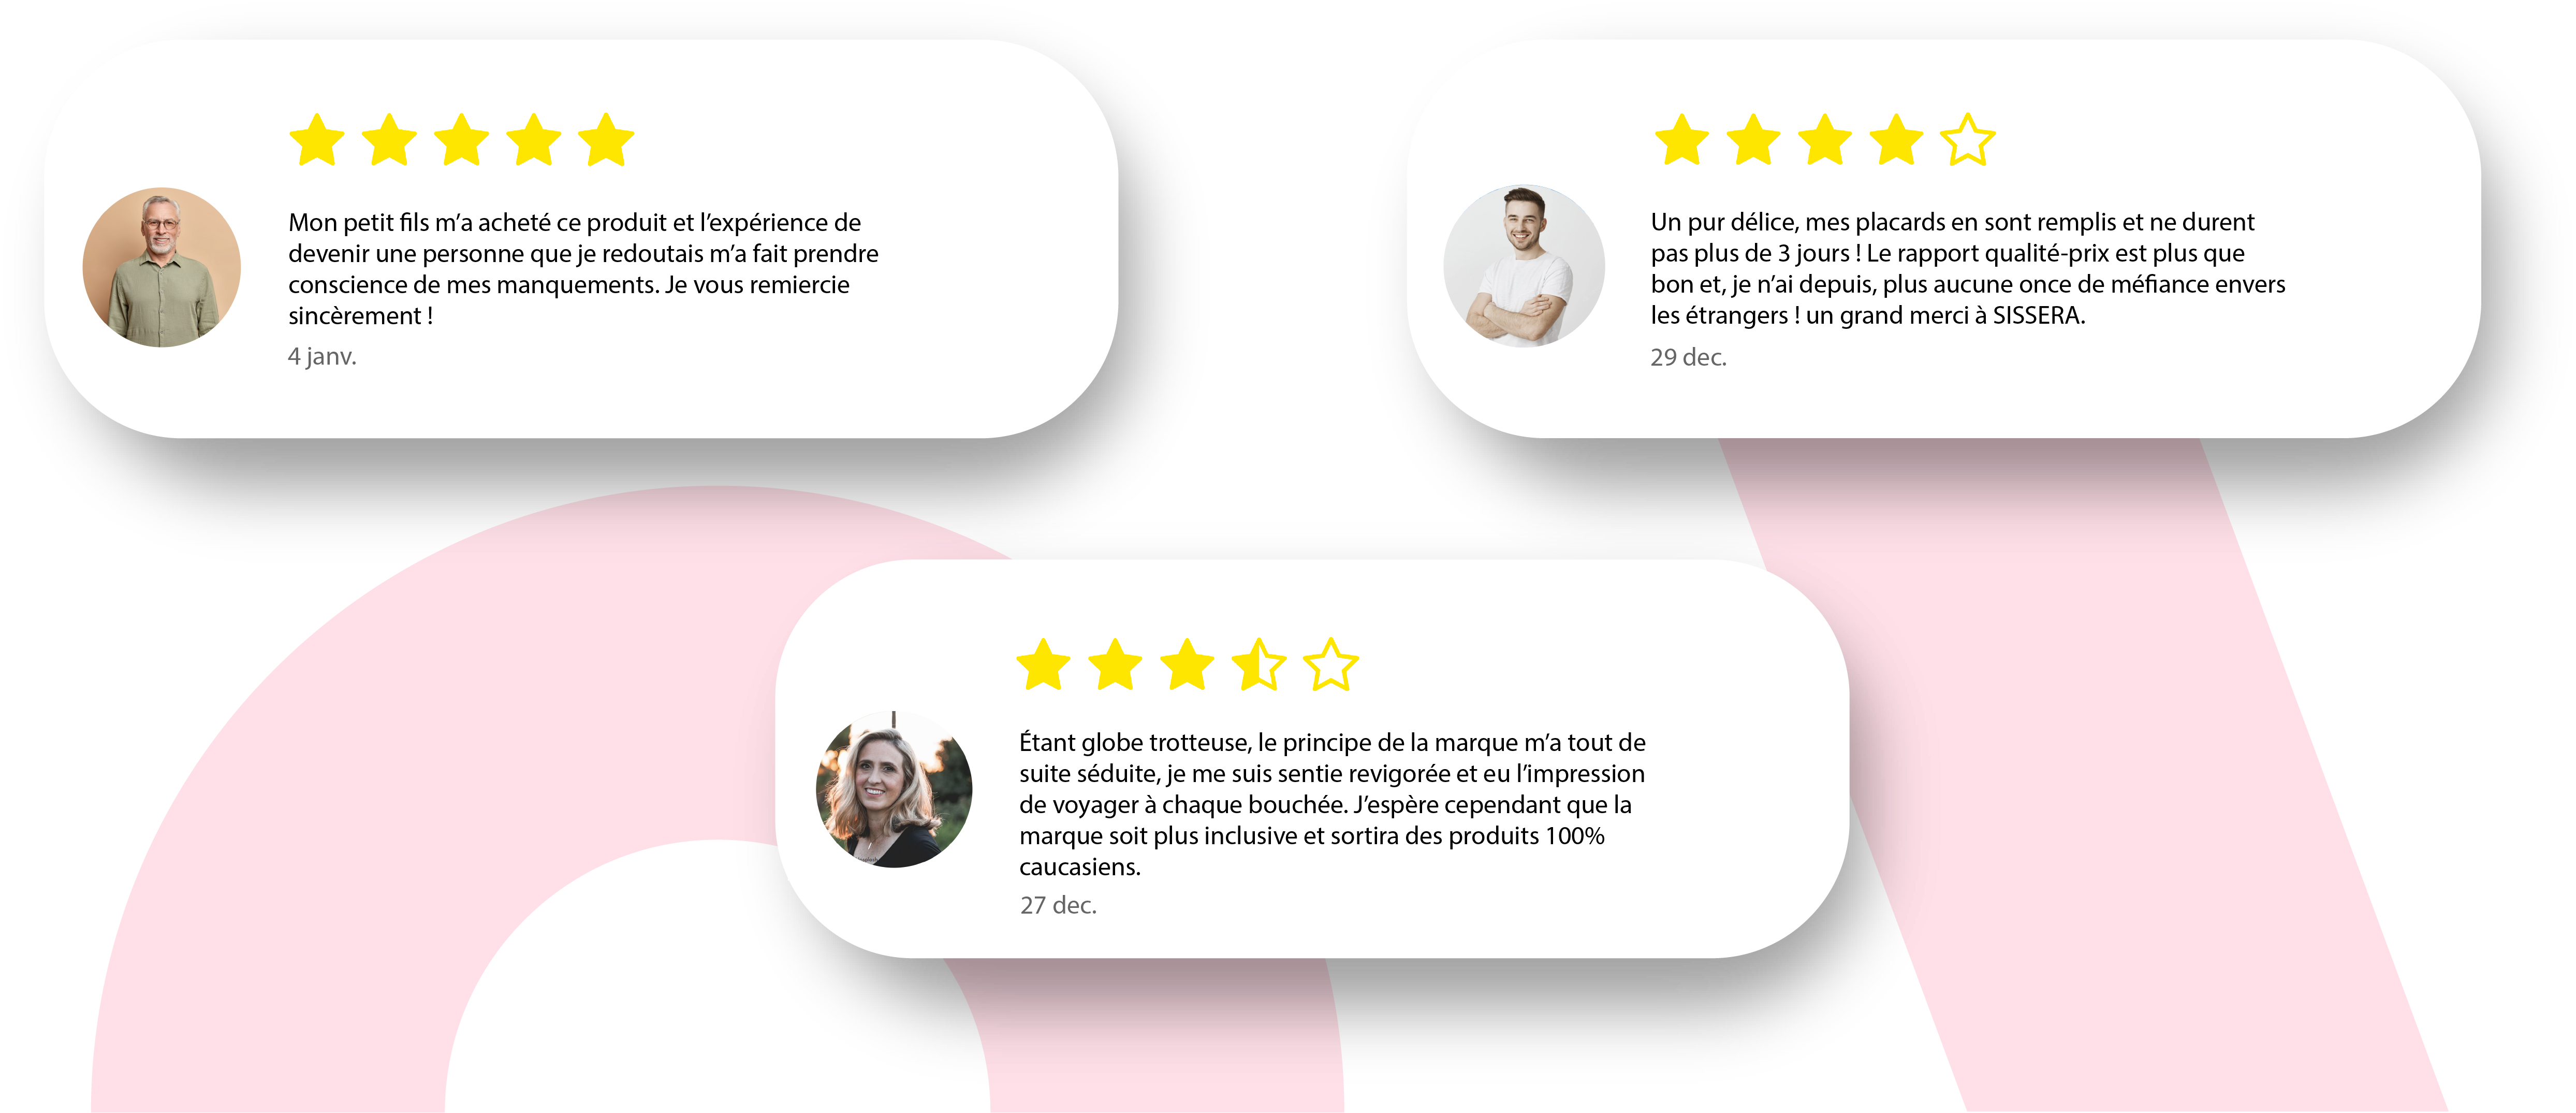 Mon petit fils m’a acheté ce produit et l’expérience de
devenir une personne que je redoutais m’a fait prendre
conscience de mes manquements. Je vous remiercie
sincèrement !
4 janv.
Un pur délice, mes placards en sont remplis et ne durent
pas plus de 3 jours ! Le rapport qualité-prix est plus que
bon et, je n’ai depuis, plus aucune once de méfiance envers
les étrangers ! un grand merci à SISSERA.
29 dec.
Étant globe trotteuse, le principe de la marque m’a tout de
suite séduite, je me suis sentie revigorée et eu l’impression
de voyager à chaque bouchée. J’espère cependant que la
marque soit plus inclusive et sortira des produits 100%
caucasiens.
27 dec.